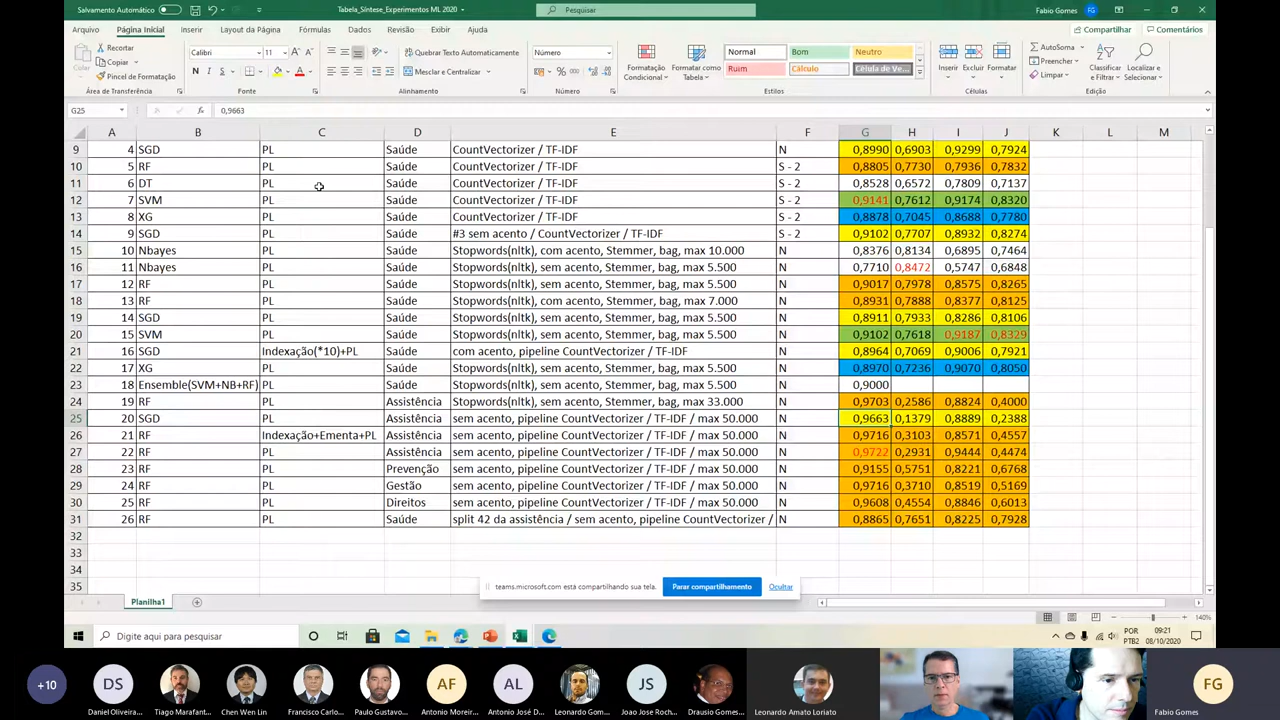 Salvamento Automático
Tabela_Síntese_Experimentos ML 2020
Pesquisar
Fabio Gomes FG
Arquivo Página Inicial Inserir Layout da Página Fórmulas Dados Revisão Exibir Ajuda Compartilhar Comentários
Recortar
Copiar
Pincel de Formatação
Área de Transferência
Calibri 11
N I S
Fonte
Quebrar Texto Automaticamente
Mesclar e Centralizar
Alinhamento
Número
Número
Formatação Condicional
Formatar como Tabela
Normal Bom Neutro
Ruim Cálculo Célula de Ve...
Estilos
Inserir Excluir Formatar
Células
AutoSoma
Preencher
Limpar
Classificar e Filtrar
Localizar e Selecionar
Edição
G25 fx 0,9663
A B C D E F G H I J K L M
9 4 SGD PL Saúde CountVectorizer / TF-IDF N 0,8990 0,6903 0,9299 0,7924
10 5 RF PL Saúde CountVectorizer / TF-IDF S - 2 0,8805 0,7730 0,7936 0,7832
11 6 DT PL Saúde CountVectorizer / TF-IDF S - 2 0,8528 0,6572 0,7809 0,7137
12 7 SVM PL Saúde CountVectorizer / TF-IDF S - 2 0,9141 0,7612 0,9174 0,8320
13 8 XG PL Saúde CountVectorizer / TF-IDF S - 2 0,8878 0,7045 0,8688 0,7780
14 9 SGD PL Saúde #3 sem acento / CountVectorizer / TF-IDF S - 2 0,9102 0,7707 0,8932 0,8274
15 10 Nbayes PL Saúde Stopwords(nltk), com acento, Stemmer, bag, max 10.000 N 0,8376 0,8134 0,6895 0,7464
16 11 Nbayes PL Saúde Stopwords(nltk), sem acento, Stemmer, bag, max 5.500 N 0,7710 0,8472 0,5747 0,6848
17 12 RF PL Saúde Stopwords(nltk), sem acento, Stemmer, bag, max 5.500 N 0,9017 0,7978 0,8575 0,8265
18 13 RF PL Saúde Stopwords(nltk), com acento, Stemmer, bag, max 7.000 N 0,8931 0,7888 0,8377 0,8125
19 14 SGD PL Saúde Stopwords(nltk), sem acento, Stemmer, bag, max 5.500 N 0,8911 0,7933 0,8286 0,8106
20 15 SVM PL Saúde Stopwords(nltk), sem acento, Stemmer, bag, max 5.500 N 0,9102 0,7618 0,9187 0,8329
21 16 SGD Indexação(*10)+PL Saúde com acento, pipeline CountVectorizer / TF-IDF N 0,8964 0,7069 0,9006 0,7921
22 17 XG PL Saúde Stopwords(nltk), sem acento, Stemmer, bag, max 5.500 N 0,8970 0,7236 0,9070 0,8050
23 18 Ensemble(SVM+NB+RF) PL Saúde Stopwords(nltk), sem acento, Stemmer, bag, max 5.500 N 0,9000
24 19 RF PL Assistência Stopwords(nltk), sem acento, Stemmer, bag, max 33.000 N 0,9703 0,2586 0,8824 0,4000
25 20 SGD PL Assistência sem acento, pipeline CountVectorizer / TF-IDF / max 50.000 N 0,9663 0,1379 0,8889 0,2388
26 21 RF Indexação+Ementa+PL Assistência sem acento, pipeline CountVectorizer / TF-IDF / max 50.000 N 0,9716 0,3103 0,8571 0,4557
27 22 RF PL Assistência sem acento, pipeline CountVectorizer / TF-IDF / max 50.000 N 0,9722 0,2931 0,9444 0,4474
28 23 RF PL Prevenção sem acento, pipeline CountVectorizer / TF-IDF / max 50.000 N 0,9155 0,5751 0,8221 0,6768
29 24 RF PL Gestão sem acento, pipeline CountVectorizer / TF-IDF / max 50.000 N 0,9716 0,3710 0,8519 0,5169
30 25 RF PL Direitos sem acento, pipeline CountVectorizer / TF-IDF / max 50.000 N 0,9608 0,4554 0,8846 0,6013
31 26 RF PL Saúde split 42 da assistência / sem acento, pipeline CountVectorizer / N 0,8865 0,7651 0,8225 0,7928
32
33
34
35
teams.microsoft.com está compartilhando sua tela. Parar compartilhamento Ocultar
Planilha1
140%
Digite aqui para pesquisar
POR PTB2
09:21
08/10/2020
+10 DS AF AL JS FG
Daniel Oliveira... Tiago Marafant... Chen Wen Lin Francisco Carlo... Paulo Gustavo... Antonio Moreir... Antonio José D... Leonardo Gom... Joao Jose Roch... Drausio Gomes... Leonardo Amato Loriato Fabio Gomes